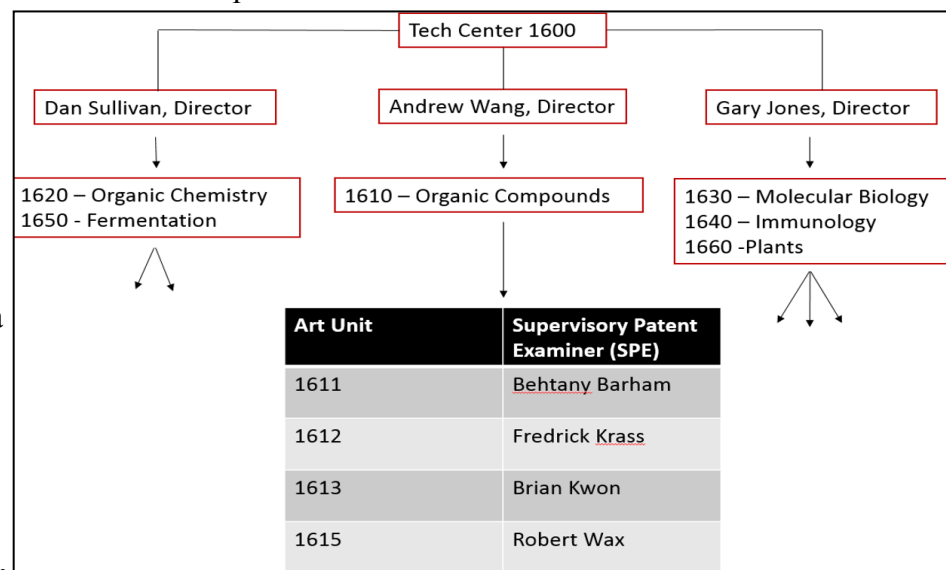 Tech Center 1600
Dan Sullivan, Director
Andrew Wang, Director
Gary Jones, Director
1620 – Organic Chemistry
1650 - Fermentation
1610 – Organic Compounds
1630 – Molecular Biology
1640 – Immunology
1660 -Plants
Art Unit
Supervisory Patent
Examiner (SPE)
1611
Behtany Barham
1612
Fredrick Krass
1613
Brian Kwon
1615
Robert Wax